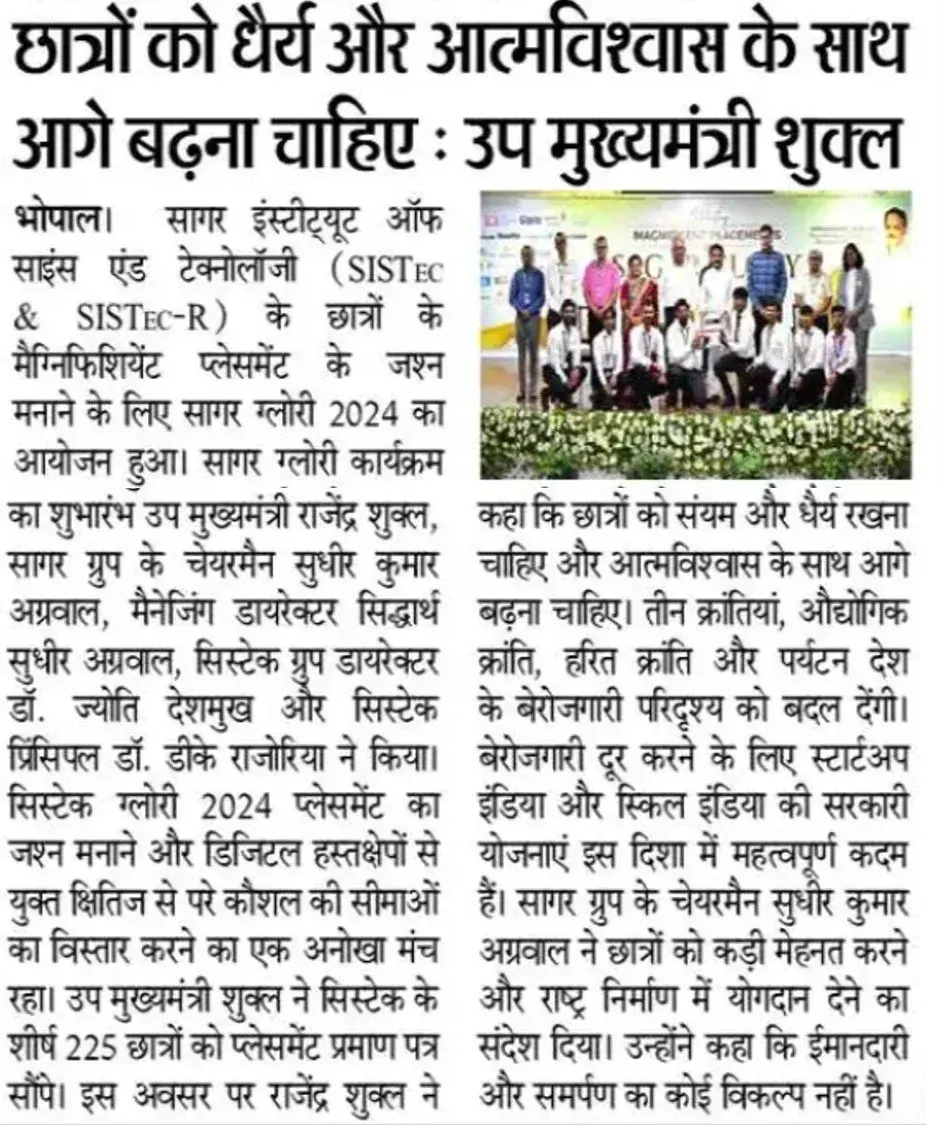 छात्रों को धैर्य और आत्मविश्वास के साथ
आगे बढ़ना चाहिए : उप मुख्यमंत्री शुक्ल
भोपाल। सागर इंस्टीट्यूट ऑफ
साइंस एंड टेक्नोलॉजी (SISTEC
& SISTEC-R) के छात्रों के
मैग्निफिशियेंट प्लेसमेंट के जश्न
मनाने के लिए सागर ग्लोरी 2024 का
आयोजन हुआ। सागर ग्लोरी कार्यक्रम
का शुभारंभ उप मुख्यमंत्री राजेंद्र शुक्ल,
सागर ग्रुप के चेयरमैन सुधीर कुमार
अग्रवाल, मैनेजिंग डायरेक्टर सिद्धार्थ
सुधीर अग्रवाल, सिस्टेक ग्रुप डायरेक्टर
डॉ. ज्योति देशमुख और सिस्टेक
प्रिंसिपल डॉ. डीके राजोरिया ने किया।
सिस्टेक ग्लोरी 2024 प्लेसमेंट का
जश्न मनाने और डिजिटल हस्तक्षेपों से
युक्त क्षितिज से परे कौशल की सीमाओं
का विस्तार करने का एक अनोखा मंच
रहा। उप मुख्यमंत्री शुक्ल ने सिस्टेक के
शीर्ष 225 छात्रों को प्लेसमेंट प्रमाण पत्र
सौंपे। इस अवसर पर राजेंद्र शुक्ल ने
MAGNIFICENT PLACEMENTS
कहा कि छात्रों को संयम और धैर्य रखना
चाहिए और आत्मविश्वास के साथ आगे
बढ़ना चाहिए। तीन क्रांतियां, औद्योगिक
क्रांति, हरित क्रांति और पर्यटन देश
के बेरोजगारी परिदृश्य को बदल देंगी।
बेरोजगारी दूर करने के लिए स्टार्टअप
इंडिया और स्किल इंडिया की सरकारी
योजनाएं इस दिशा में महत्वपूर्ण कदम
हैं। सागर ग्रुप के चेयरमैन सुधीर कुमार
अग्रवाल ने छात्रों को कड़ी मेहनत करने
और राष्ट्र निर्माण में योगदान देने का
संदेश दिया। उन्होंने कहा कि ईमानदारी
और समर्पण का कोई विकल्प नहीं है।